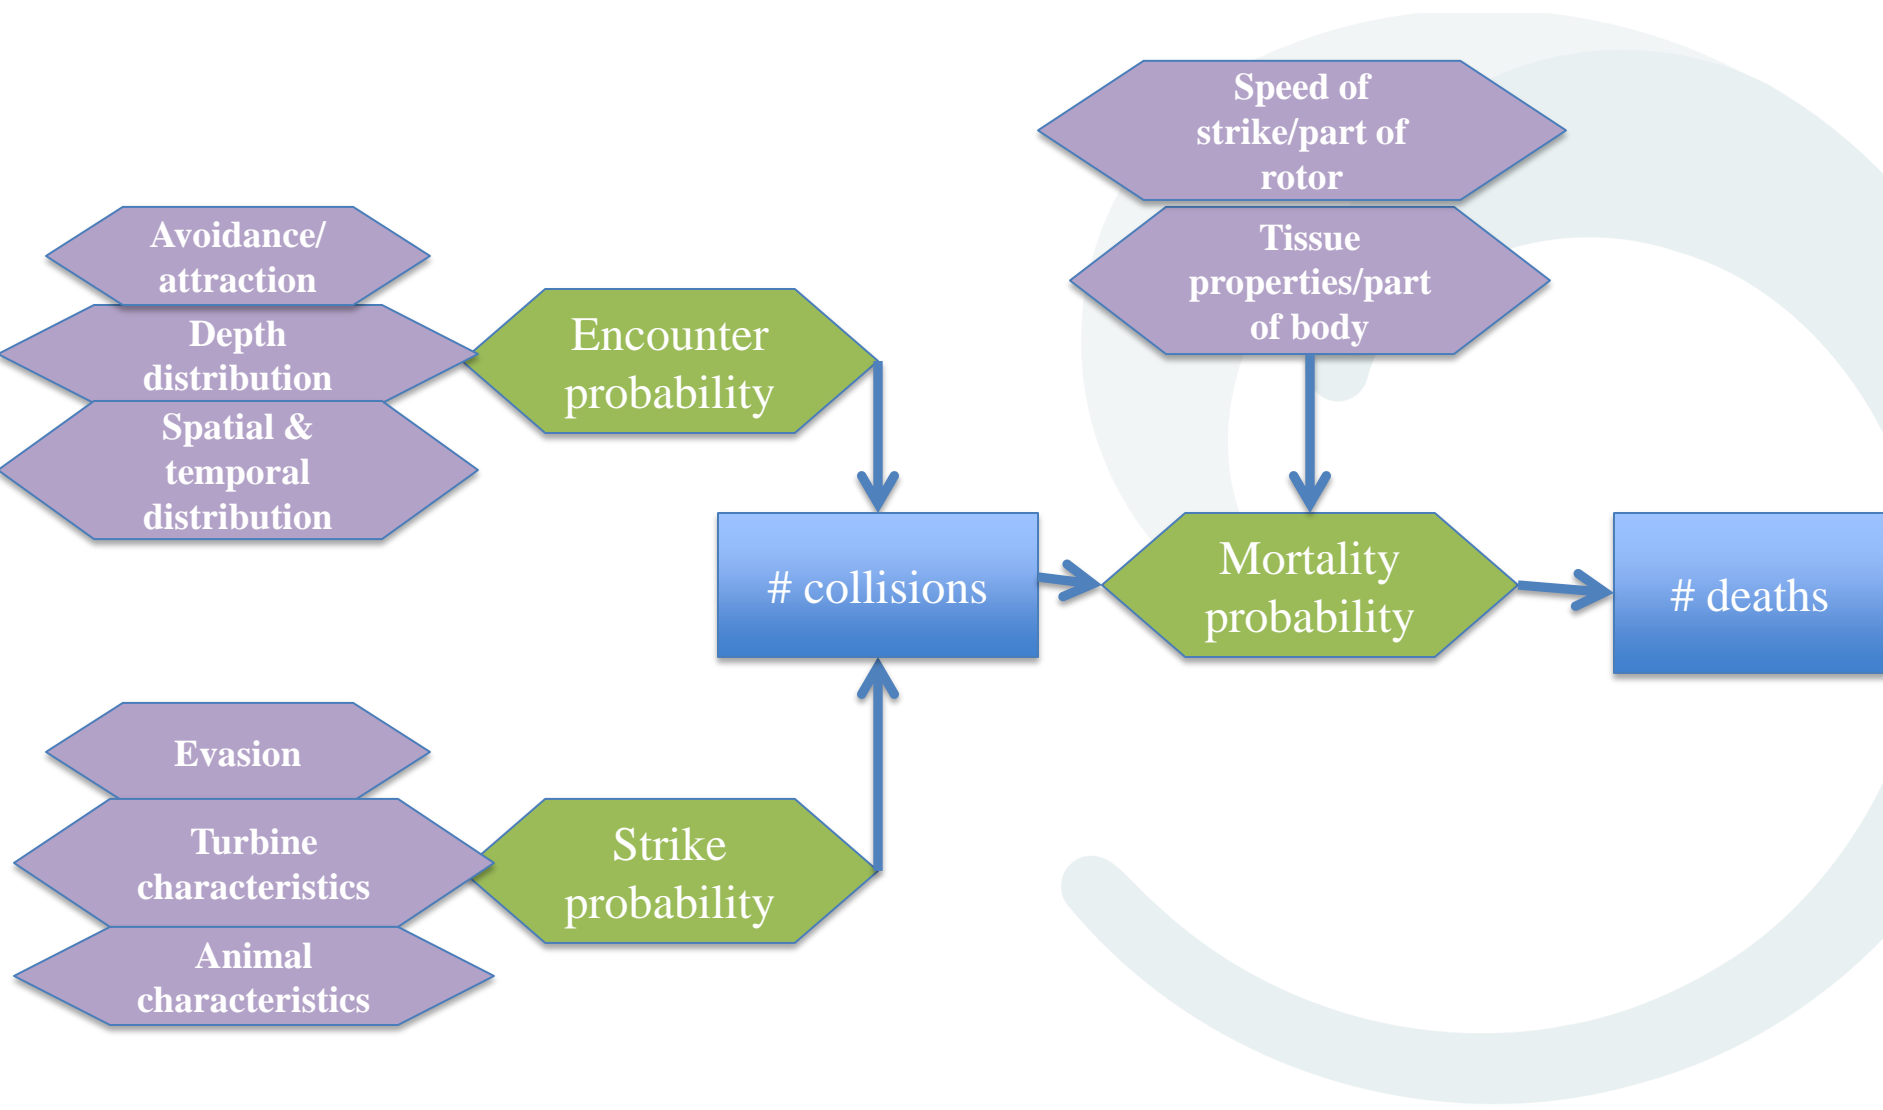 Speed of
strike/part of
rotor
Tissue
properties/part
of body
Avoidance/
attraction
Depth
distribution
Spatial &
temporal
distribution
Encounter
probability
# collisions
Mortality
probability
# deaths
Evasion
Turbine
characteristics
Animal
characteristics
Strike
probability